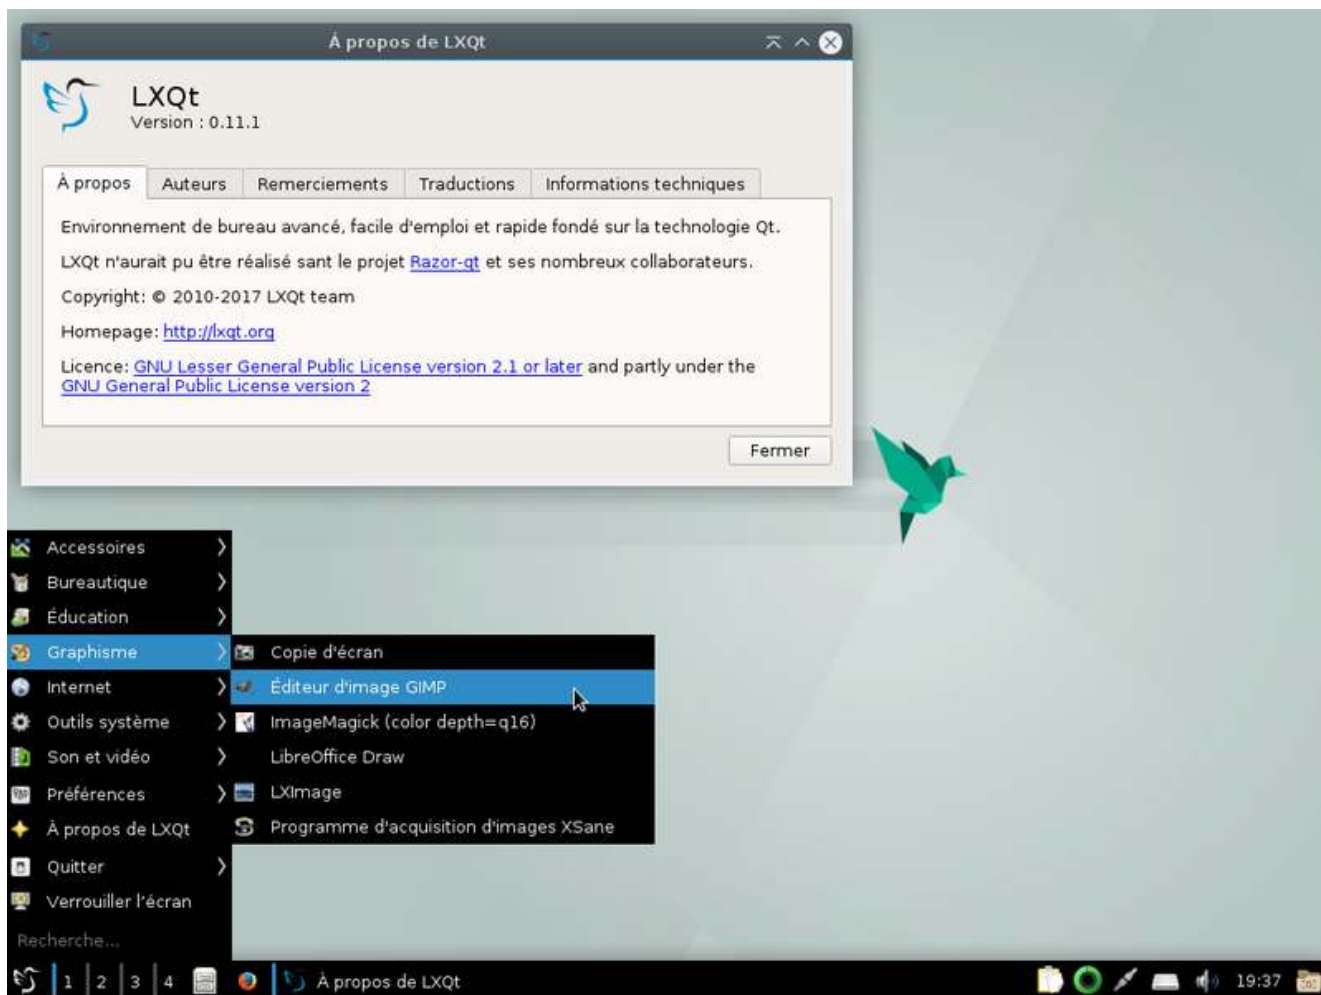 À propos de LXQt
LXQt
Version : 0.11.1
À propos
Auteurs
Remerciements
Traductions
Informations techniques
Environnement de bureau avancé, facile d'emploi et rapide fondé sur la technologie Qt.
LXQt n'aurait pu être réalisé sant le projet Razor-qt et ses nombreux collaborateurs.
Copyright: © 2010-2017 LXQt team
Homepage: http://lxqt.org
Licence: GNU Lesser General Public License version 2.1 or later and partly under the
GNU General Public License version 2
Fermer
Accessoires
Bureautique
Éducation
Graphisme
Internet
Outils système
Son et vidéo
Préférences
À propos de LXQt
Quitter
Verrouiller l'écran
Recherche...
Copie d'écran
Éditeur d'image GIMP
ImageMagick (color depth=q16)
LibreOffice Draw
LXImage
Programme d'acquisition d'images XSane
1 2 3 4
À propos de LXQt
19:37